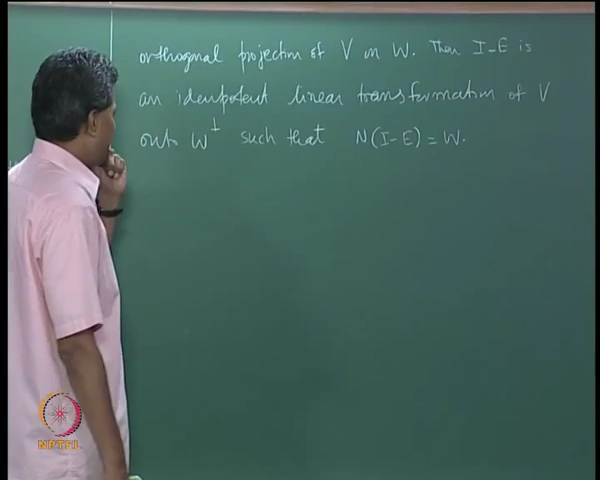 orthogonal projection of V on W. Then I-E is
an idempotent linear transformation of V
onto W⊥ such that N(I-E) = W.
NPTEL